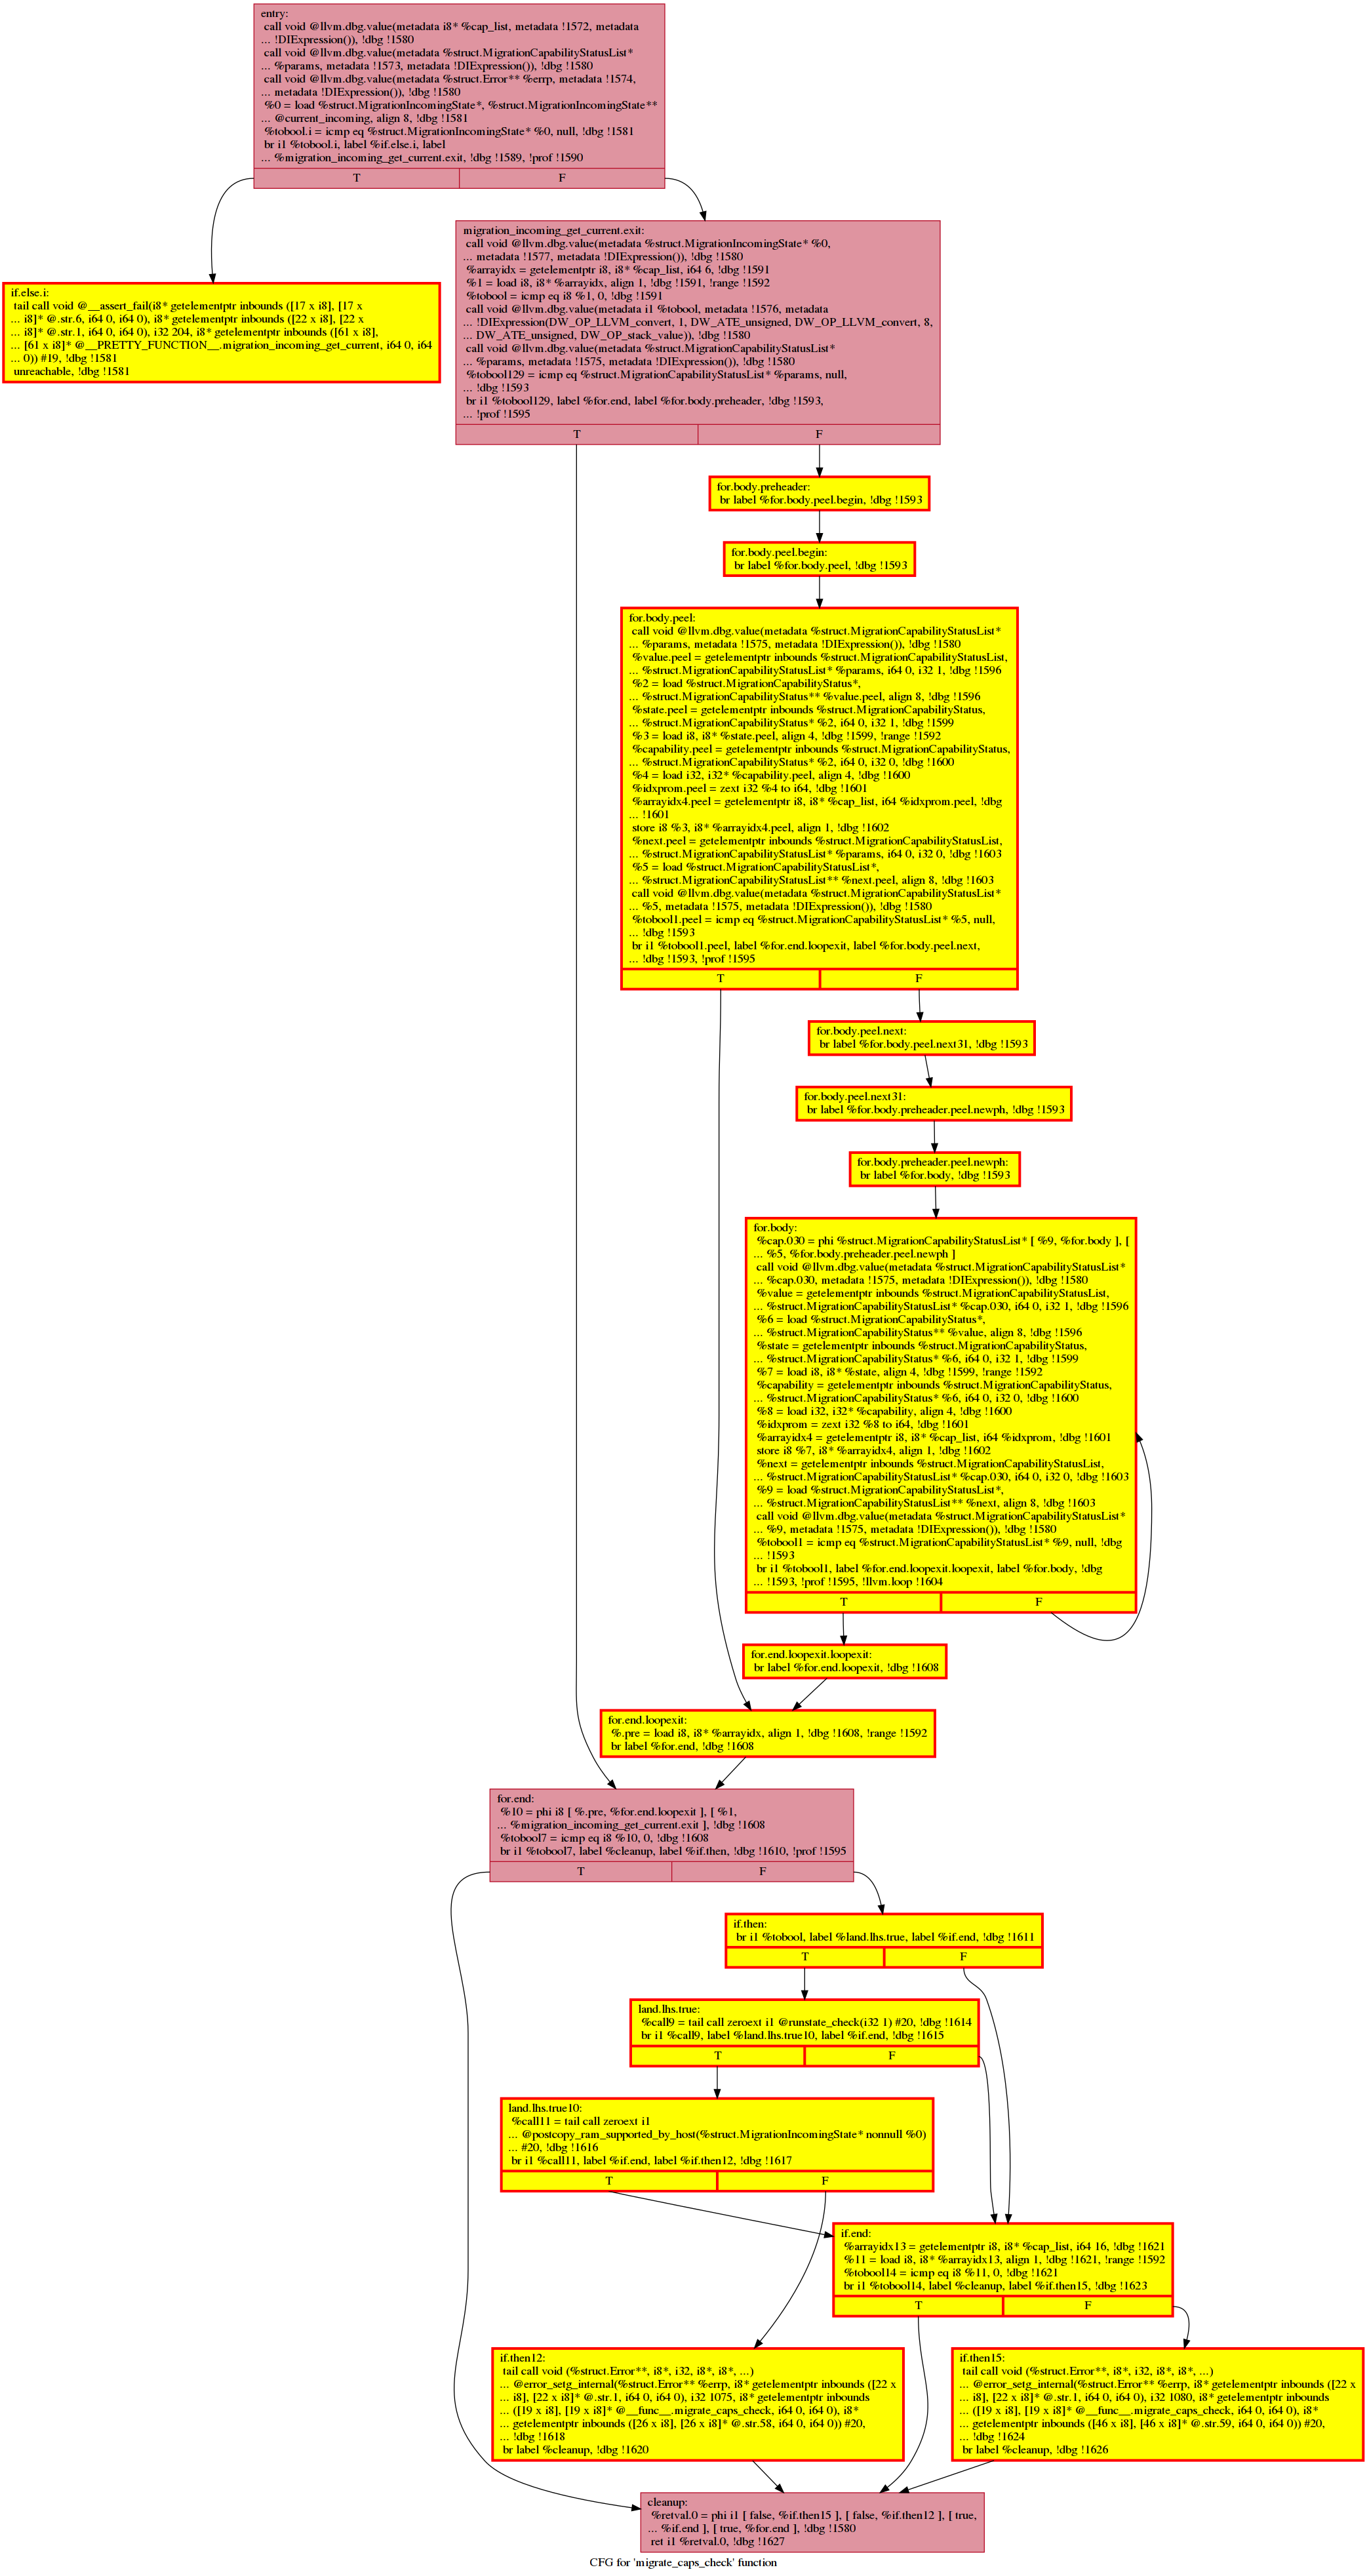 entry:
call void @llvm.dbg.value(metadata i8* %cap_list, metadata !1572, metadata
... !DIExpression()), !dbg !1580
call void @llvm.dbg.value(metadata %struct.MigrationCapabilityStatusList*
... %params, metadata !1573, metadata !DIExpression()), !dbg !1580
call void @llvm.dbg.value(metadata %struct.Error** %errp, metadata !1574,
... metadata !DIExpression()), !dbg !1580
%0 = load %struct.MigrationIncomingState*, %struct.MigrationIncomingState**
... @current_incoming, align 8, !dbg !1581
%tobool.i = icmp eq %struct.MigrationIncomingState* %0, null, !dbg !1581
br i1 %tobool.i, label %if.else.i, label
... %migration_incoming_get_current.exit, !dbg !1589, !prof !1590
T F
migration_incoming_get_current.exit:
call void @llvm.dbg.value(metadata %struct.MigrationIncomingState* %0,
... metadata !1577, metadata !DIExpression()), !dbg !1580
%arrayidx = getelementptr i8, i8* %cap_list, i64 6, !dbg !1591
%1 = load i8, i8* %arrayidx, align 1, !dbg !1591, !range !1592
%tobool = icmp eq i8 %1, 0, !dbg !1591
call void @llvm.dbg.value(metadata i1 %tobool, metadata !1576, metadata
... !DIExpression(DW_OP_LLVM_convert, 1, DW_ATE_unsigned, DW_OP_LLVM_convert, 8,
... DW_ATE_unsigned, DW_OP_stack_value)), !dbg !1580
call void @llvm.dbg.value(metadata %struct.MigrationCapabilityStatusList*
... %params, metadata !1575, metadata !DIExpression()), !dbg !1580
%tobool129 = icmp eq %struct.MigrationCapabilityStatusList* %params, null,
... !dbg !1593
br i1 %tobool129, label %for.end, label %for.body.preheader, !dbg !1593,
... !prof !1595
T F
if.else.i:
tail call void @__assert_fail(i8* getelementptr inbounds ([17 x i8], [17 x
... i8]* @.str.6, i64 0, i64 0), i8* getelementptr inbounds ([22 x i8], [22 x
... i8]* @.str.1, i64 0, i64 0), i32 204, i8* getelementptr inbounds ([61 x i8],
... [61 x i8]* @__PRETTY_FUNCTION__.migration_incoming_get_current, i64 0, i64
... 0)) #19, !dbg !1581
unreachable, !dbg !1581
for.body.preheader:
br label %for.body.peel.begin, !dbg !1593
for.body.peel.begin:
br label %for.body.peel, !dbg !1593
for.body.peel:
call void @llvm.dbg.value(metadata %struct.MigrationCapabilityStatusList*
... %params, metadata !1575, metadata !DIExpression()), !dbg !1580
%value.peel = getelementptr inbounds %struct.MigrationCapabilityStatusList,
... %struct.MigrationCapabilityStatusList* %params, i64 0, i32 1, !dbg !1596
%2 = load %struct.MigrationCapabilityStatus*,
... %struct.MigrationCapabilityStatus** %value.peel, align 8, !dbg !1596
%state.peel = getelementptr inbounds %struct.MigrationCapabilityStatus,
... %struct.MigrationCapabilityStatus* %2, i64 0, i32 1, !dbg !1599
%3 = load i8, i8* %state.peel, align 4, !dbg !1599, !range !1592
%capability.peel = getelementptr inbounds %struct.MigrationCapabilityStatus,
... %struct.MigrationCapabilityStatus* %2, i64 0, i32 0, !dbg !1600
%4 = load i32, i32* %capability.peel, align 4, !dbg !1600
%idxprom.peel = zext i32 %4 to i64, !dbg !1601
%arrayidx4.peel = getelementptr i8, i8* %cap_list, i64 %idxprom.peel, !dbg
... !1601
store i8 %3, i8* %arrayidx4.peel, align 1, !dbg !1602
%next.peel = getelementptr inbounds %struct.MigrationCapabilityStatusList,
... %struct.MigrationCapabilityStatusList* %params, i64 0, i32 0, !dbg !1603
%5 = load %struct.MigrationCapabilityStatusList*,
... %struct.MigrationCapabilityStatusList** %next.peel, align 8, !dbg !1603
call void @llvm.dbg.value(metadata %struct.MigrationCapabilityStatusList*
... %5, metadata !1575, metadata !DIExpression()), !dbg !1580
%tobool1.peel = icmp eq %struct.MigrationCapabilityStatusList* %5, null,
... !dbg !1593
br i1 %tobool1.peel, label %for.end.loopexit, label %for.body.peel.next,
... !dbg !1593, !prof !1595
T F
for.body.peel.next:
br label %for.body.peel.next31, !dbg !1593
for.body.peel.next31:
br label %for.body.preheader.peel.newph, !dbg !1593
for.body.preheader.peel.newph:
br label %for.body, !dbg !1593
for.body:
%cap.030 = phi %struct.MigrationCapabilityStatusList* [ %9, %for.body ], [
... %5, %for.body.preheader.peel.newph ]
call void @llvm.dbg.value(metadata %struct.MigrationCapabilityStatusList*
... %cap.030, metadata !1575, metadata !DIExpression()), !dbg !1580
%value = getelementptr inbounds %struct.MigrationCapabilityStatusList,
... %struct.MigrationCapabilityStatusList* %cap.030, i64 0, i32 1, !dbg !1596
%6 = load %struct.MigrationCapabilityStatus*,
... %struct.MigrationCapabilityStatus** %value, align 8, !dbg !1596
%state = getelementptr inbounds %struct.MigrationCapabilityStatus,
... %struct.MigrationCapabilityStatus* %6, i64 0, i32 1, !dbg !1599
%7 = load i8, i8* %state, align 4, !dbg !1599, !range !1592
%capability = getelementptr inbounds %struct.MigrationCapabilityStatus,
... %struct.MigrationCapabilityStatus* %6, i64 0, i32 0, !dbg !1600
%8 = load i32, i32* %capability, align 4, !dbg !1600
%idxprom = zext i32 %8 to i64, !dbg !1601
%arrayidx4 = getelementptr i8, i8* %cap_list, i64 %idxprom, !dbg !1601
store i8 %7, i8* %arrayidx4, align 1, !dbg !1602
%next = getelementptr inbounds %struct.MigrationCapabilityStatusList,
... %struct.MigrationCapabilityStatusList* %cap.030, i64 0, i32 0, !dbg !1603
%9 = load %struct.MigrationCapabilityStatusList*,
... %struct.MigrationCapabilityStatusList** %next, align 8, !dbg !1603
call void @llvm.dbg.value(metadata %struct.MigrationCapabilityStatusList*
... %9, metadata !1575, metadata !DIExpression()), !dbg !1580
%tobool1 = icmp eq %struct.MigrationCapabilityStatusList* %9, null, !dbg
... !1593
br i1 %tobool1, label %for.end.loopexit.loopexit, label %for.body, !dbg
... !1593, !prof !1595, !llvm.loop !1604
T F
for.end.loopexit.loopexit:
br label %for.end.loopexit, !dbg !1608
for.end.loopexit:
%.pre = load i8, i8* %arrayidx, align 1, !dbg !1608, !range !1592
br label %for.end, !dbg !1608
for.end:
%10 = phi i8 [ %.pre, %for.end.loopexit ], [ %1,
... %migration_incoming_get_current.exit ], !dbg !1608
%tobool7 = icmp eq i8 %10, 0, !dbg !1608
br i1 %tobool7, label %cleanup, label %if.then, !dbg !1610, !prof !1595
T F
if.then:
br i1 %tobool, label %land.lhs.true, label %if.end, !dbg !1611
T F
land.lhs.true:
%call9 = tail call zeroext i1 @runstate_check(i32 1) #20, !dbg !1614
br i1 %call9, label %land.lhs.true10, label %if.end, !dbg !1615
T F
land.lhs.true10:
%call11 = tail call zeroext i1
... @postcopy_ram_supported_by_host(%struct.MigrationIncomingState* nonnull %0)
... #20, !dbg !1616
br i1 %call11, label %if.end, label %if.then12, !dbg !1617
T F
if.end:
%arrayidx13 = getelementptr i8, i8* %cap_list, i64 16, !dbg !1621
%11 = load i8, i8* %arrayidx13, align 1, !dbg !1621, !range !1592
%tobool14 = icmp eq i8 %11, 0, !dbg !1621
br i1 %tobool14, label %cleanup, label %if.then15, !dbg !1623
T F
if.then12:
tail call void (%struct.Error**, i8*, i32, i8*, i8*, ...)
... @error_setg_internal(%struct.Error** %errp, i8* getelementptr inbounds ([22 x
... i8], [22 x i8]* @.str.1, i64 0, i64 0), i32 1075, i8* getelementptr inbounds
... ([19 x i8], [19 x i8]* @__func__.migrate_caps_check, i64 0, i64 0), i8*
... getelementptr inbounds ([26 x i8], [26 x i8]* @.str.58, i64 0, i64 0)) #20,
... !dbg !1618
br label %cleanup, !dbg !1620
if.then15:
tail call void (%struct.Error**, i8*, i32, i8*, i8*, ...)
... @error_setg_internal(%struct.Error** %errp, i8* getelementptr inbounds ([22 x
... i8], [22 x i8]* @.str.1, i64 0, i64 0), i32 1080, i8* getelementptr inbounds
... ([19 x i8], [19 x i8]* @__func__.migrate_caps_check, i64 0, i64 0), i8*
... getelementptr inbounds ([46 x i8], [46 x i8]* @.str.59, i64 0, i64 0)) #20,
... !dbg !1624
br label %cleanup, !dbg !1626
cleanup:
%retval.0 = phi i1 [ false, %if.then15 ], [ false, %if.then12 ], [ true,
... %if.end ], [ true, %for.end ], !dbg !1580
ret i1 %retval.0, !dbg !1627
CFG for 'migrate_caps_check' function